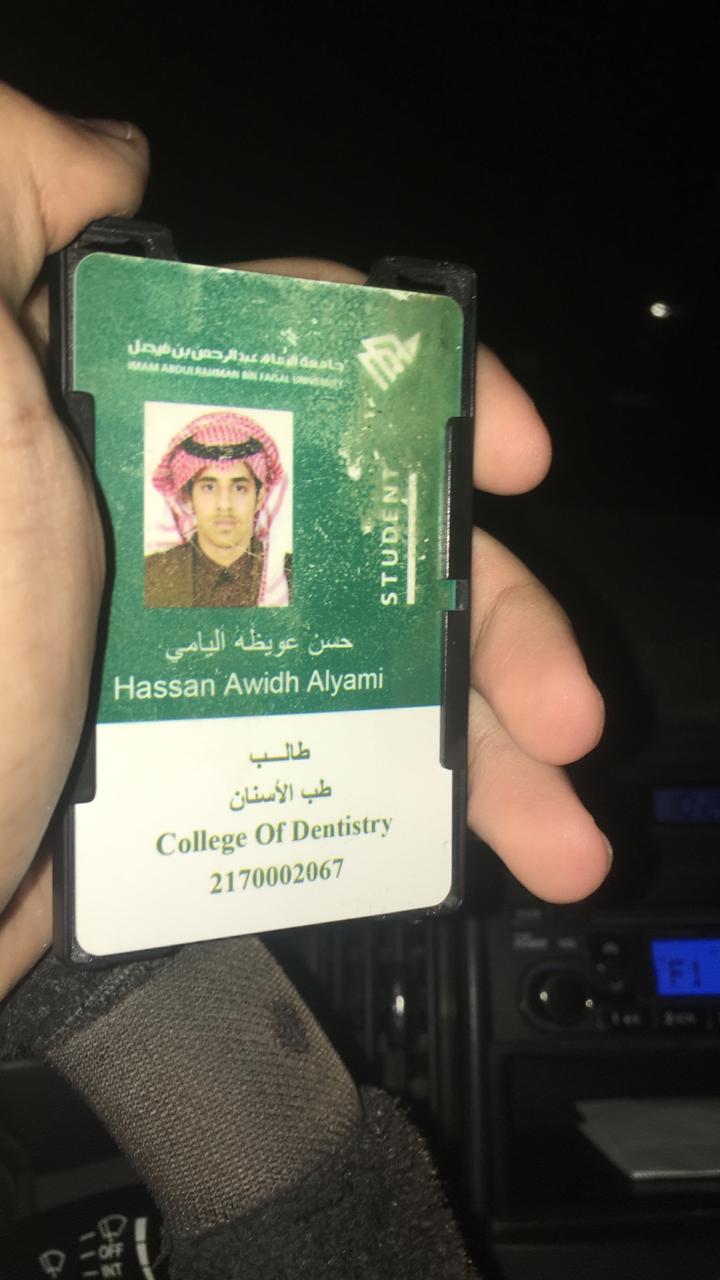 جامعة الإمام عبدالرحمن بن فيصل
IMAM ABDULRAHMAN BIN FAISAL UNIVERSITY
STUDENT
حسن عويظه اليامي
Hassan Awidh Alyami
طالــب
طب الأسنان
College Of Dentistry
2170002067
F1
OFF
INT